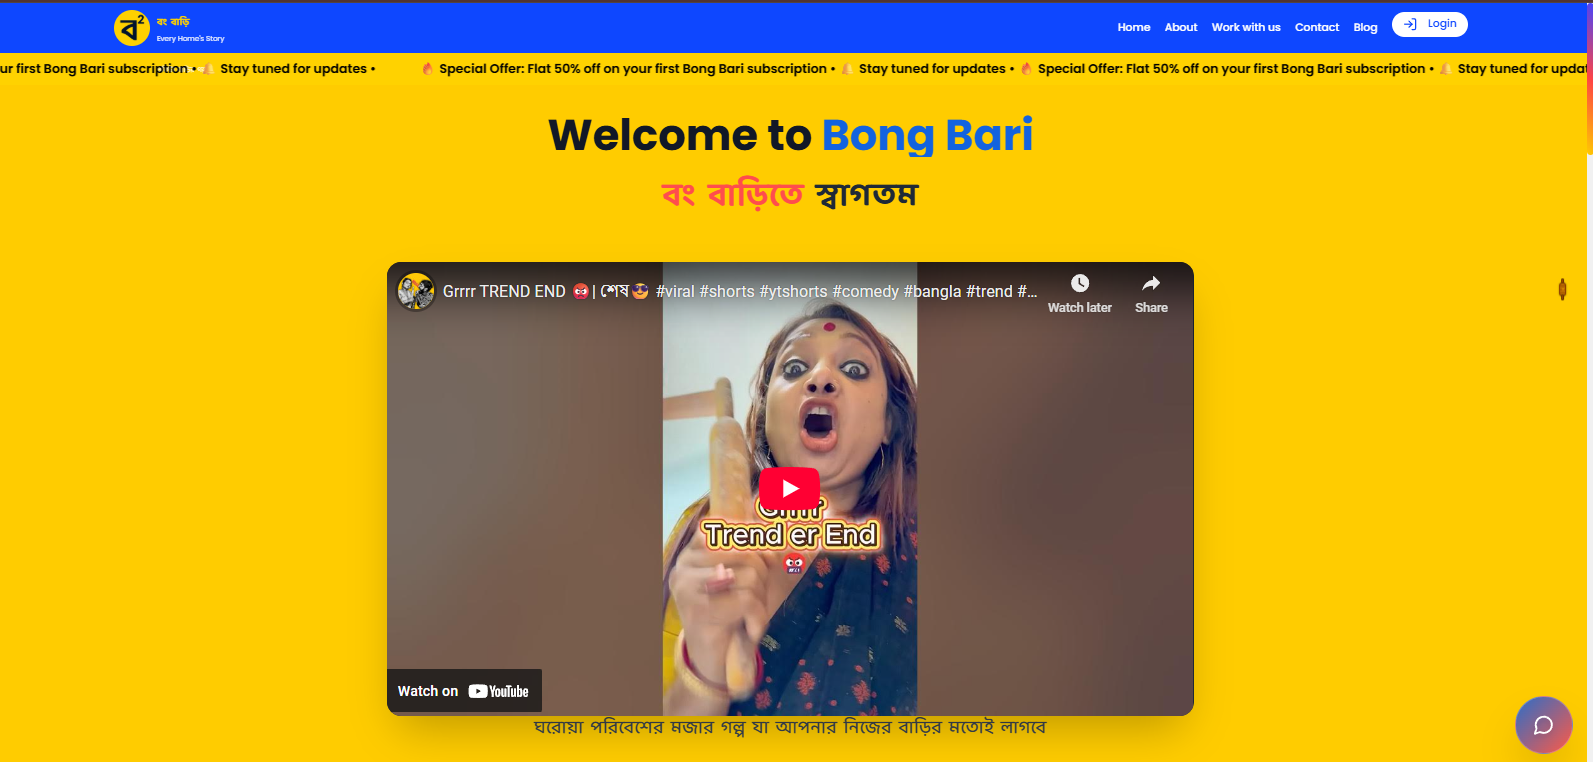 ব²
বং বাড়ি
Every Home's Story
Home About Work with us Contact Blog Login
ur first Bong Bari subscription • 🔔 Stay tuned for updates • 🔥 Special Offer: Flat 50% off on your first Bong Bari subscription • 🔔 Stay tuned for updates • 🔥 Special Offer: Flat 50% off on your first Bong Bari subscription • 🔔 Stay tuned for updat
Welcome to Bong Bari
বং বাড়িতে স্বাগতম
Grrrr TREND END 👹| শেষ😎 #viral #shorts #ytshorts #comedy #bangla #trend #...
Watch later
Share
Grrrr
Trend er End
Watch on YouTube
ঘরোয়া পরিবেশের মজার গল্প যা আপনার নিজের বাড়ির মতোই লাগবে